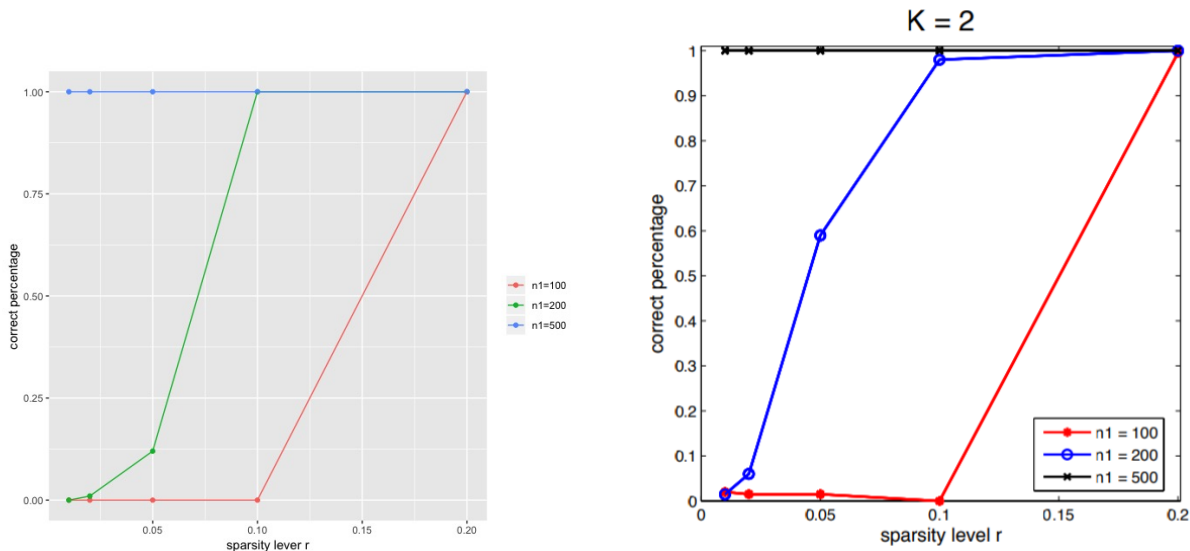 1.00
0.75
0.50
0.25
0.00
correct percentage
0.05
0.10
0.15
0.20
sparsity lever r
n1=100
n1=200
n1=500
K = 2
1
0.9
0.8
0.7
0.6
0.5
0.4
0.3
0.2
0.1
0
correct percentage
0
0.05
0.1
0.15
0.2
sparsity level r
n1 = 100
n1 = 200
n1 = 500